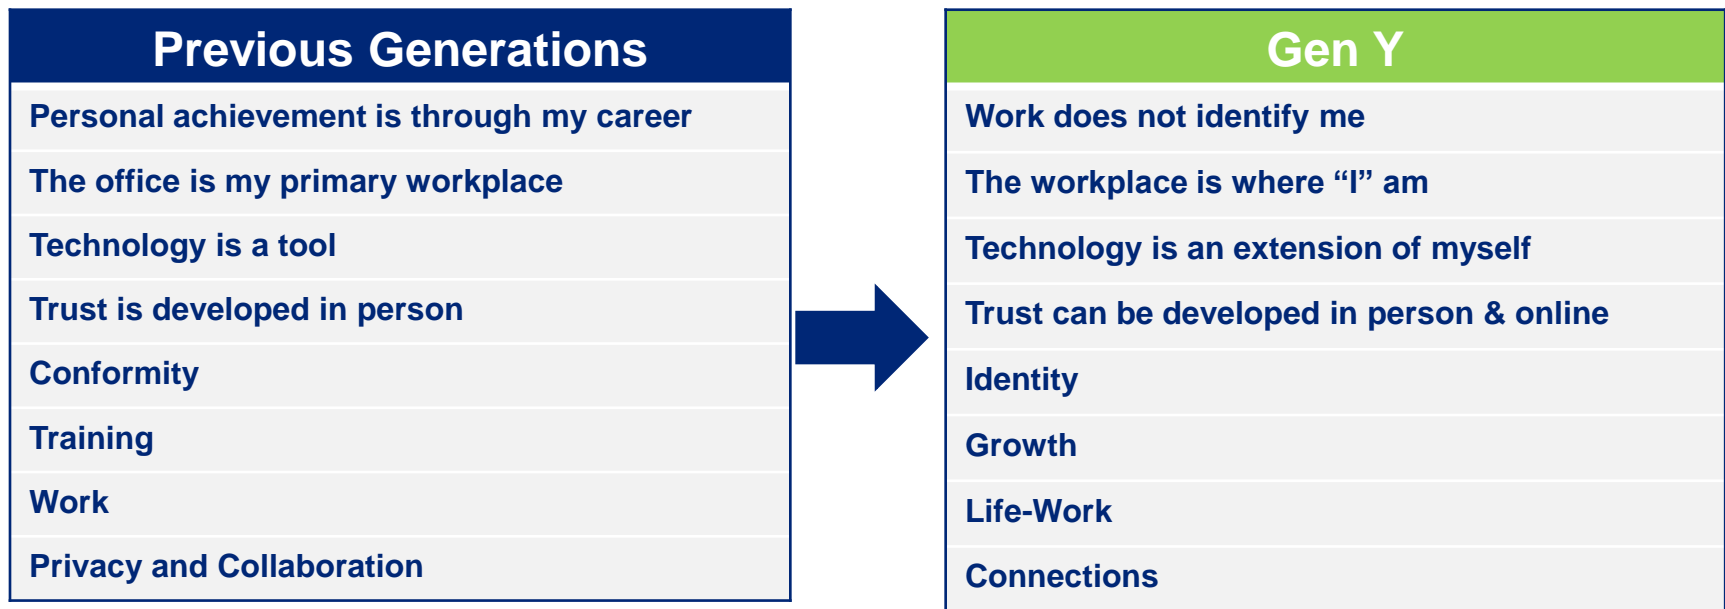 Previous Generations
Personal achievement is through my career
The office is my primary workplace
Technology is a tool
Trust is developed in person
Conformity
Training
Work
Privacy and Collaboration
Gen Y
Work does not identify me
The workplace is where “I” am
Technology is an extension of myself
Trust can be developed in person & online
Identity
Growth
Life-Work
Connections